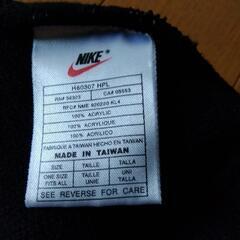 NIKE
H60307 HPL
RN# 56323 CA# 05553
RFC# NME 920220 KL4
100% ACRYLIC
100% ACRYLIQUE
100% ACRILICO
FABRIQUE A TAIWAN HECHO EN TAIWAN
MADE IN TAIWAN
SIZE TAILLE TALLA
ONE SIZE TAILLE UNI
FITS ALL UNIE TALLA
SEE REVERSE FOR CARE